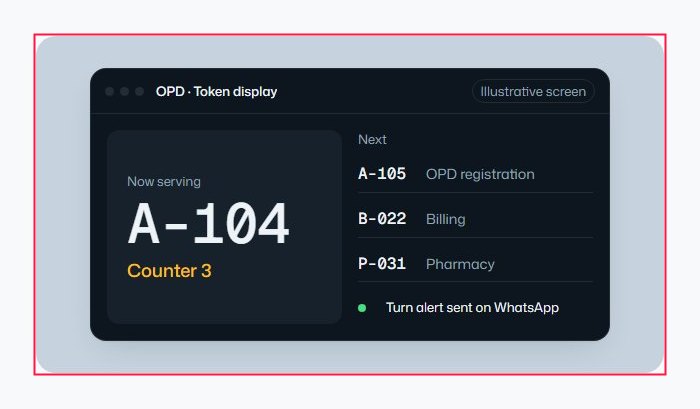 OPD · Token display
Illustrative screen
Now serving
A-104
Counter 3
Next
A-105 OPD registration
B-022 Billing
P-031 Pharmacy
Turn alert sent on WhatsApp